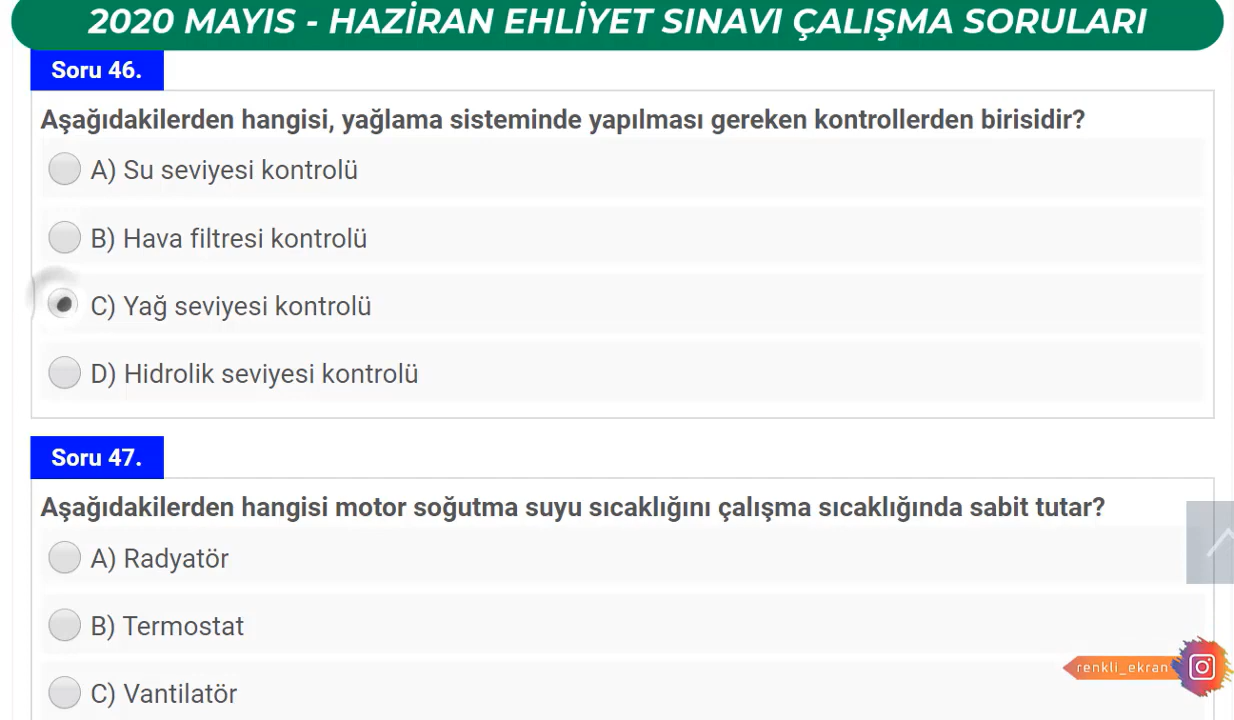 2020 MAYIS - HAZİRAN EHLİYET SINAVI ÇALIŞMA SORULARI
Soru 46.
Aşağıdakilerden hangisi, yağlama sisteminde yapılması gereken kontrollerden birisidir?
A) Su seviyesi kontrolü
B) Hava filtresi kontrolü
C) Yağ seviyesi kontrolü
D) Hidrolik seviyesi kontrolü
Soru 47.
Aşağıdakilerden hangisi motor soğutma suyu sıcaklığını çalışma sıcaklığında sabit tutar?
A) Radyatör
B) Termostat
renkli_ekran
C) Vantilatör